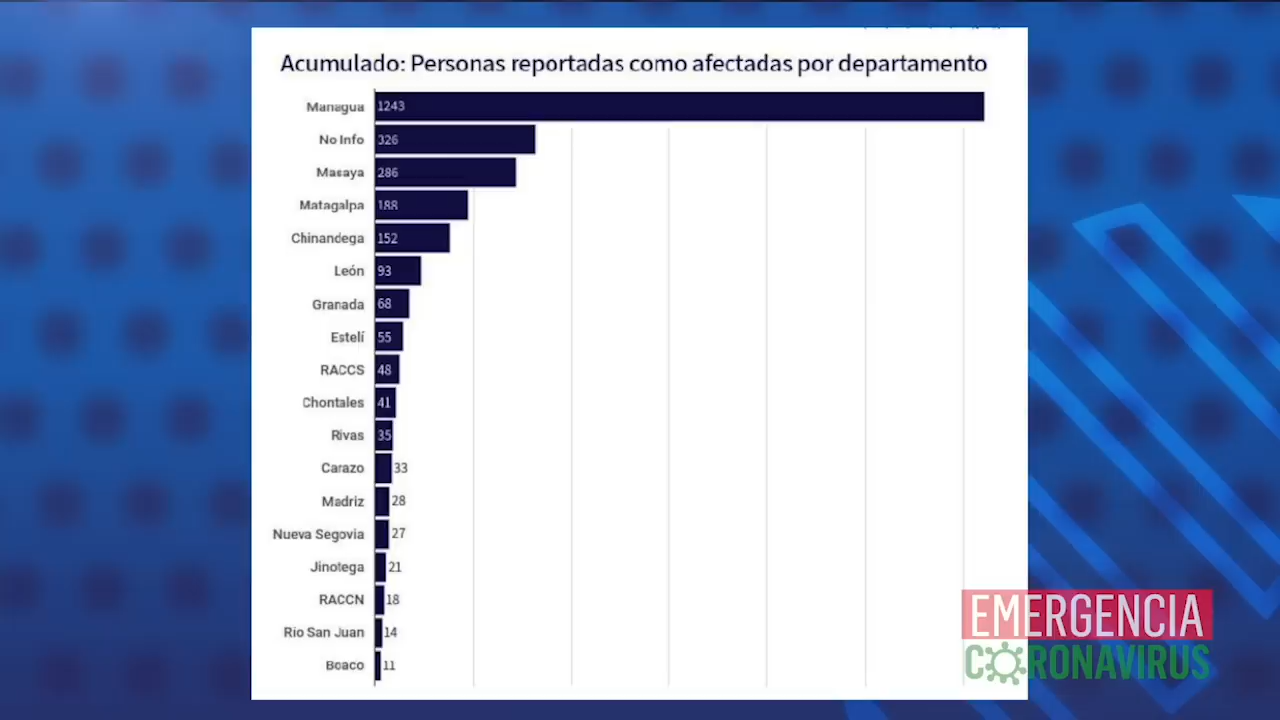 Acumulado: Personas reportadas como afectadas por departamento
Managua 1243
No Info 326
Masaya 286
Matagalpa 188
Chinandega 152
León 93
Granada 68
Estelí 55
RACCS 48
Chontales 41
Rivas 35
Carazo 33
Madriz 28
Nueva Segovia 27
Jinotega 21
RACCN 18
Río San Juan 14
Boaco 11
EMERGENCIA
CORONAVIRUS